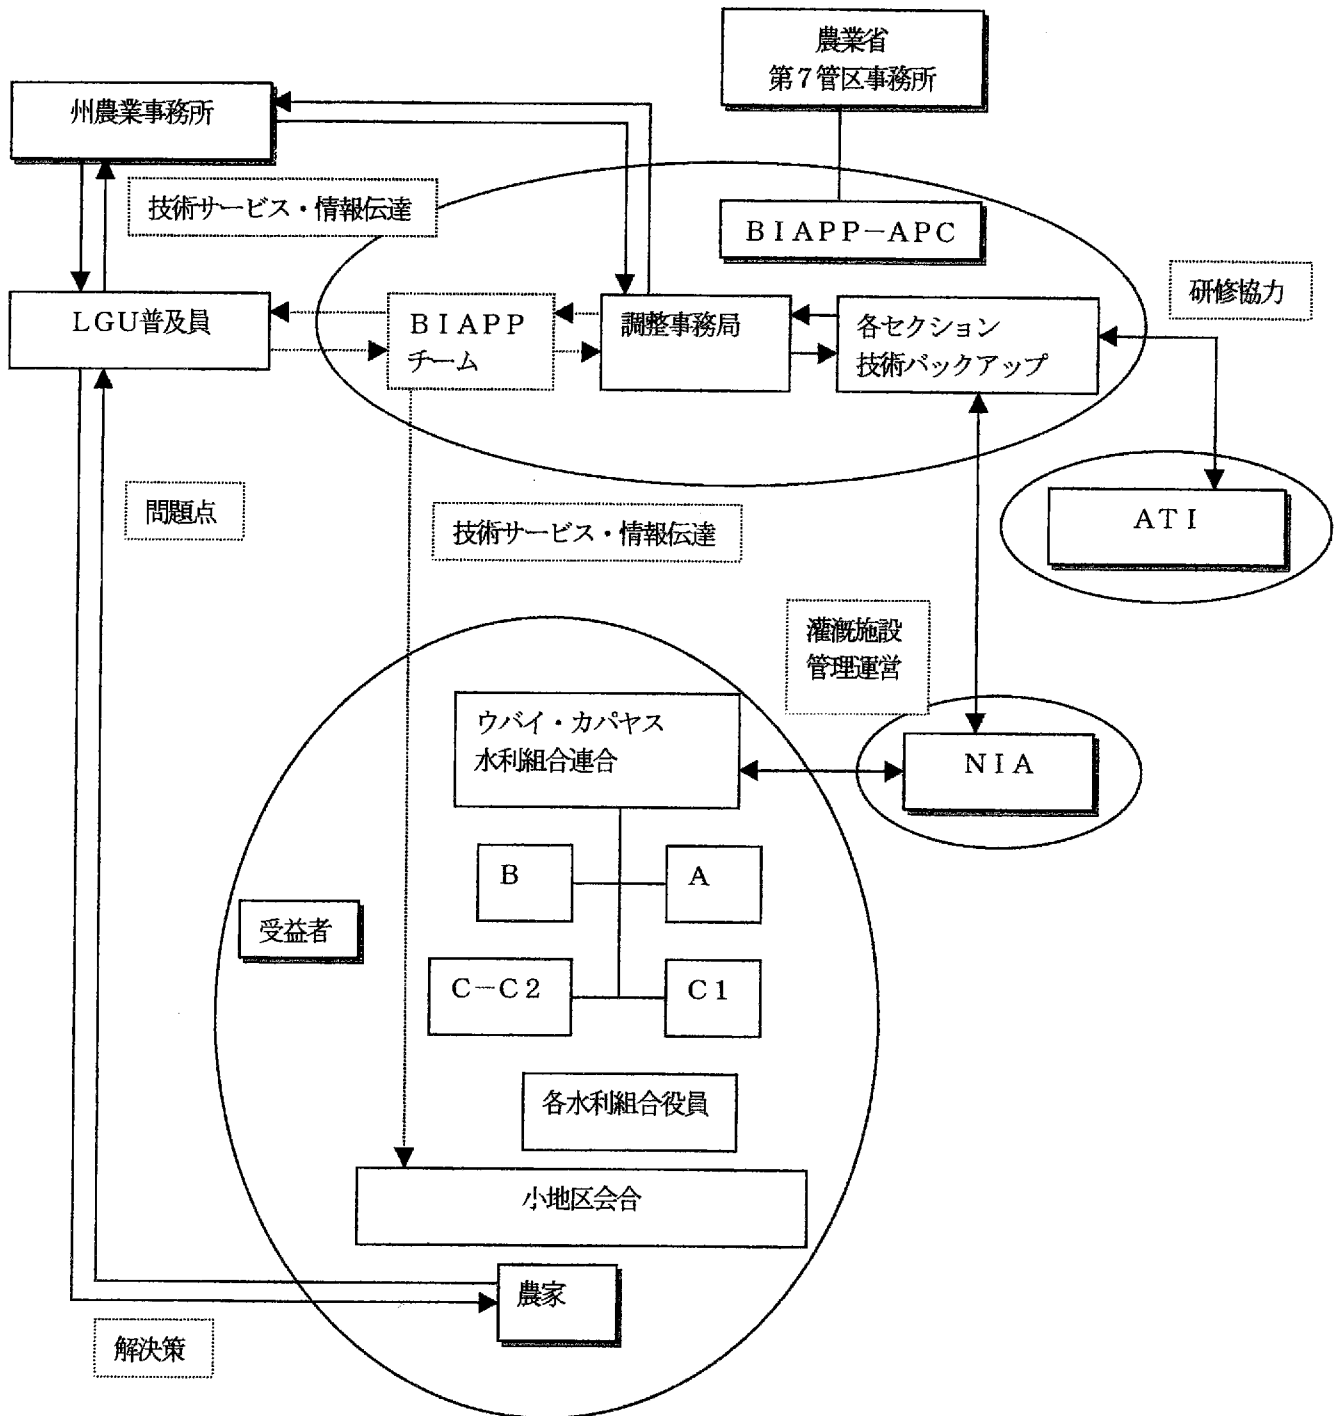 農業省
第7管区事務所
州農業事務所
技術サービス・情報伝達
BIAPP-APC
研修協力
LGU普及員
BIAPP
チーム
調整事務局
各セクション
技術バックアップ
問題点
技術サービス・情報伝達
ATI
灌漑施設
管理運営
ウバイ・カパヤス
水利組合連合
NIA
B
A
受益者
C-C2
C1
各水利組合役員
小地区会合
農家
解決策